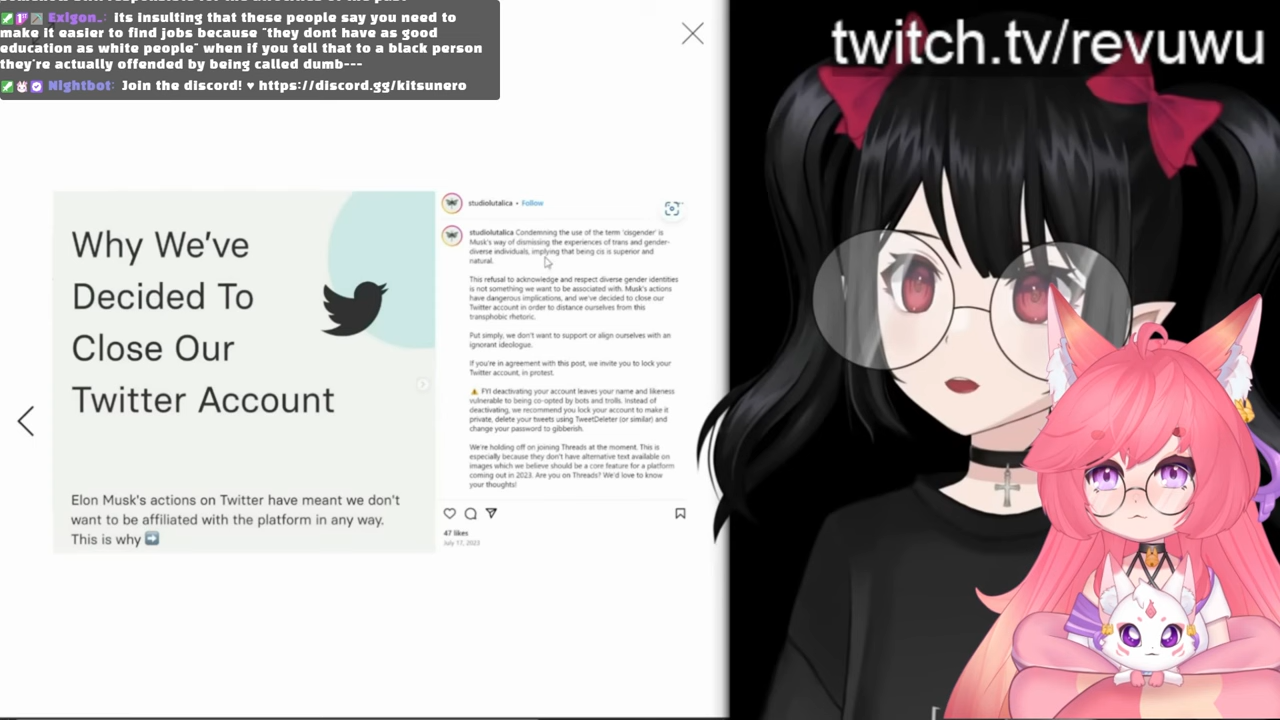 Exigon_: its insulting that these people say you need to
make it easier to find jobs because "they dont have as good
education as white people" when if you tell that to a black person
they're actually offended by being called dumb---
Nightbot: Join the discord! ♥ https://discord.gg/kitsunero
twitch.tv/revuwu
Why We've
Decided To
Close Our
Twitter Account
Elon Musk's actions on Twitter have meant we don't
want to be affiliated with the platform in any way.
This is why ➡️
studiolutalica • Follow
studiolutalica Condemning the use of the term 'cisgender' is
Musk's way of dismissing the experiences of trans and gender-
diverse individuals, implying that being cis is superior and
natural.
This refusal to acknowledge and respect diverse gender identities
is not something we want to be associated with. Musk's actions
have dangerous implications, and we've decided to close our
Twitter account in order to distance ourselves from this
transphobic rhetoric.
Put simply, we don't want to support or align ourselves with an
ignorant ideologue.
If you're in agreement with this post, we invite you to lock your
Twitter account, in protest.
⚠️ FYI deactivating your account leaves your name and likeness
vulnerable to being co-opted by bots and trolls. Instead of
deactivating, we recommend you lock your account to make it
private, delete your tweets using TweetDeleter (or similar) and
change your password to gibberish.
We're holding off on joining Threads at the moment. This is
especially because they don't have alternative text available on
images which we believe should be a core feature for a platform
coming out in 2023. Are you on Threads? We'd love to know
your thoughts!
47 likes
July 17, 2023